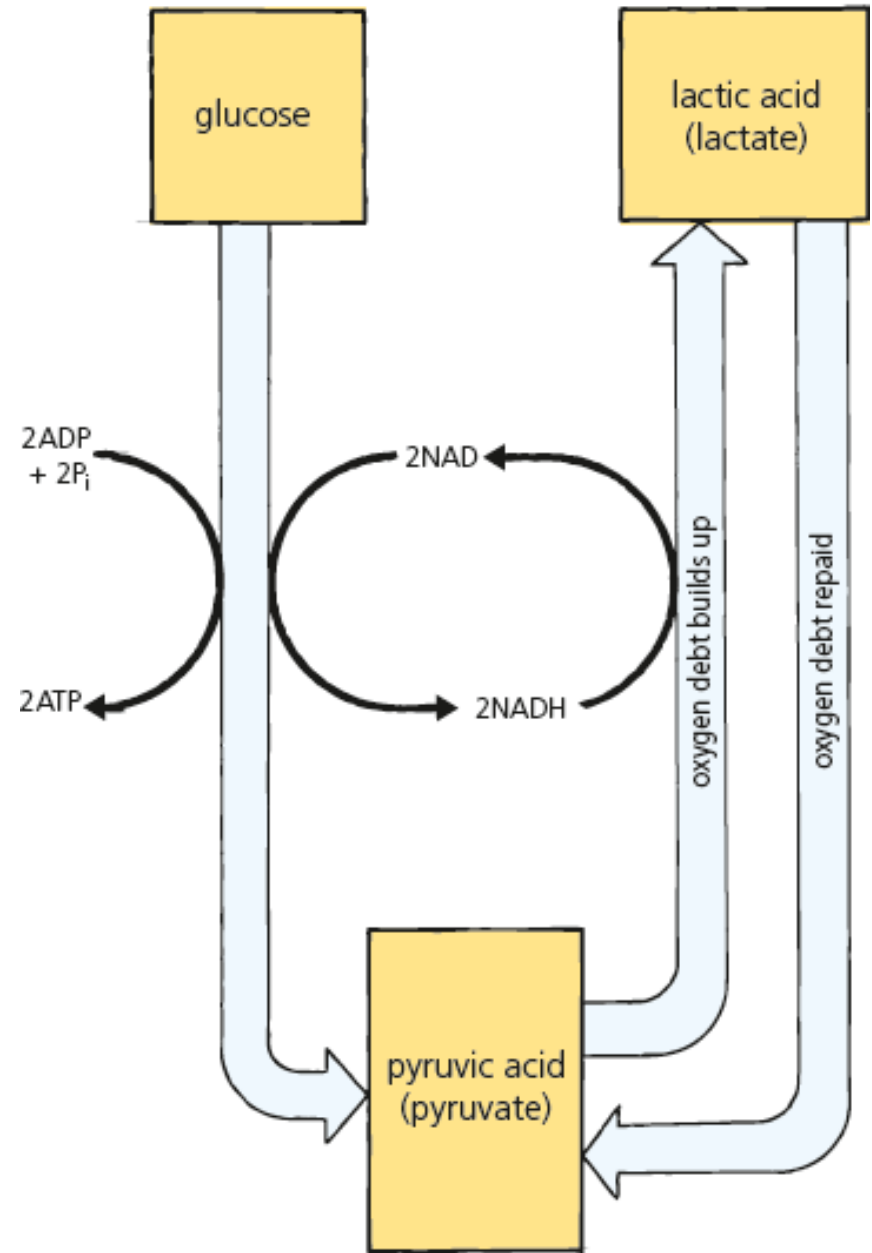 glucose
lactic acid
(lactate)
2ADP
+ 2Pi
2NAD
2ATP
2NADH
oxygen debt builds up
oxygen debt repaid
pyruvic acid
(pyruvate)